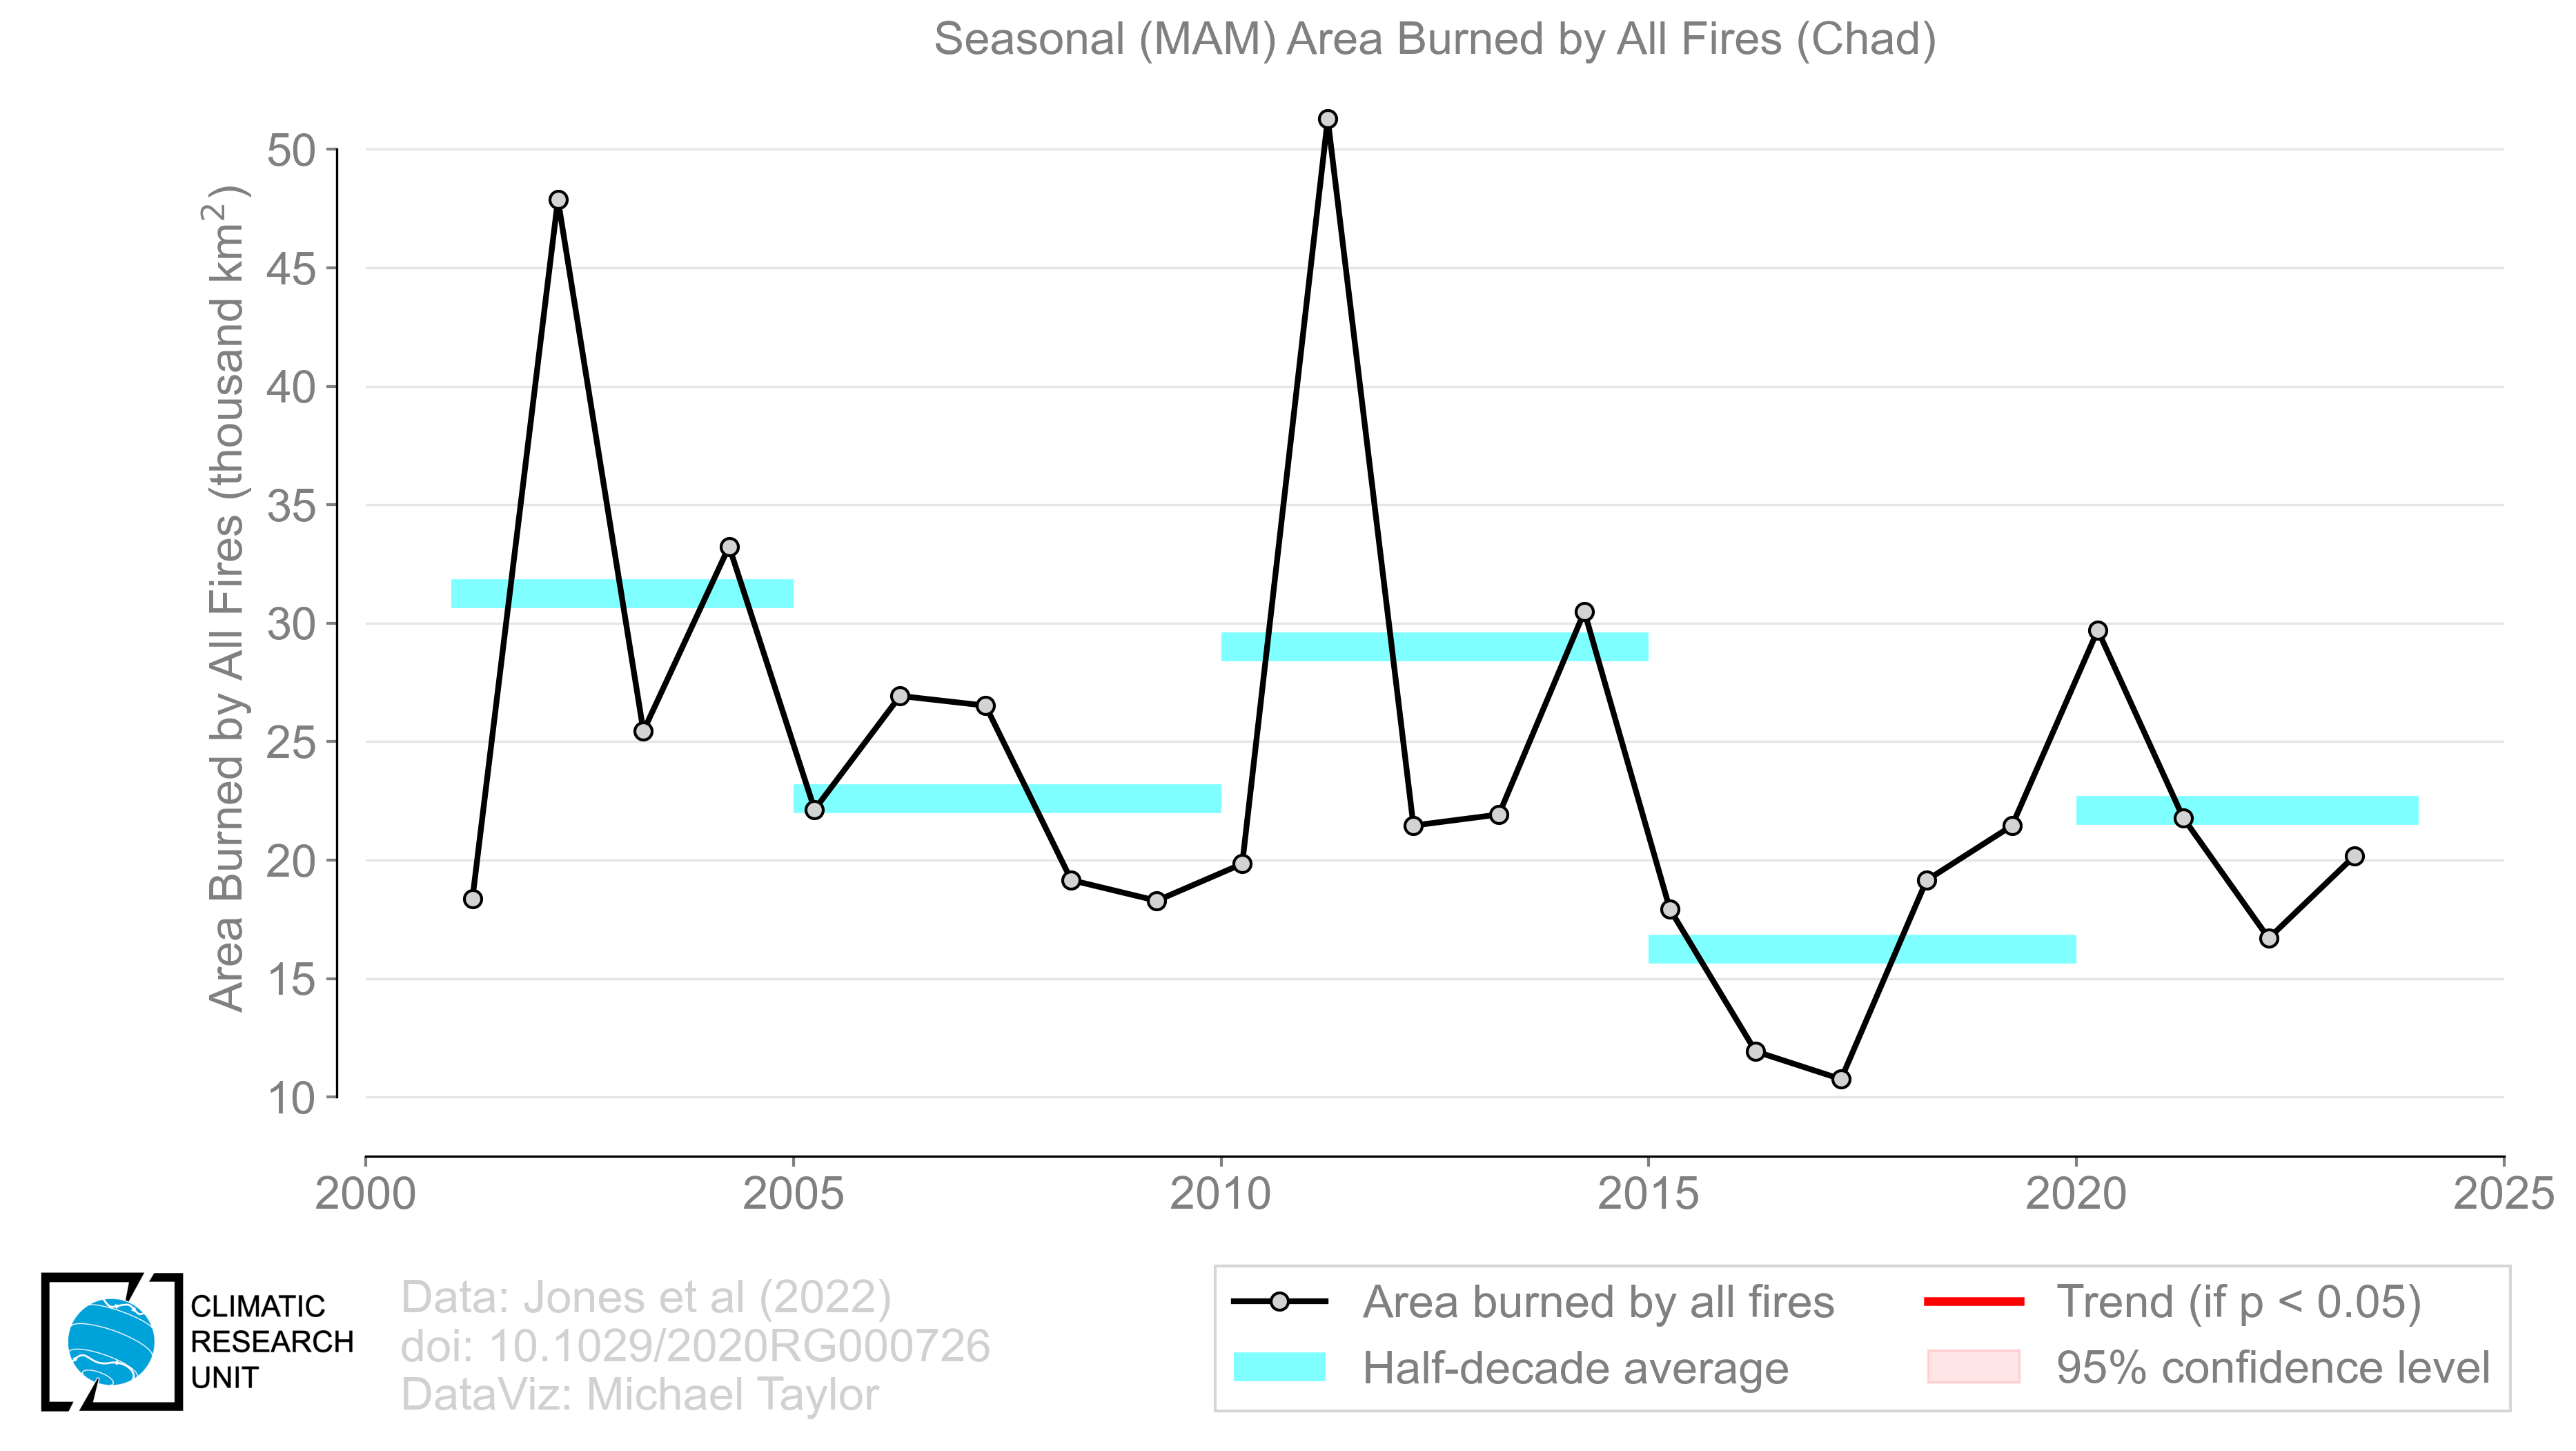 Seasonal (MAM) Area Burned by All Fires (Chad)
Area Burned by All Fires (thousand km²)
50
45
40
35
30
25
20
15
10
2000 2005 2010 2015 2020 2025
CLIMATIC
RESEARCH
UNIT
Data: Jones et al (2022)
doi: 10.1029/2020RG000726
DataViz: Michael Taylor
Area burned by all fires
Half-decade average
Trend (if p < 0.05)
95% confidence level